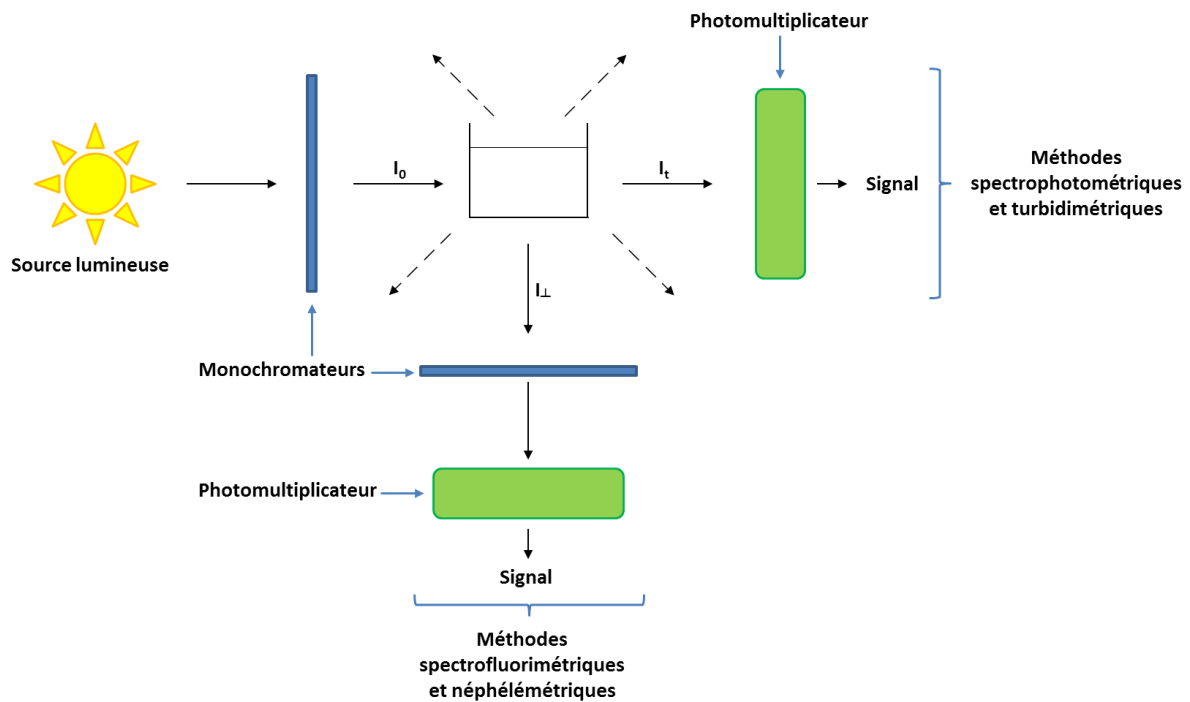 Photomultiplicateur
I₀
Iₜ
Signal
Méthodes
spectrophotométriques
et turbidimétriques
Source lumineuse
I⊥
Monochromateurs
Photomultiplicateur
Signal
Méthodes
spectrofluorimétriques
et néphélémétriques